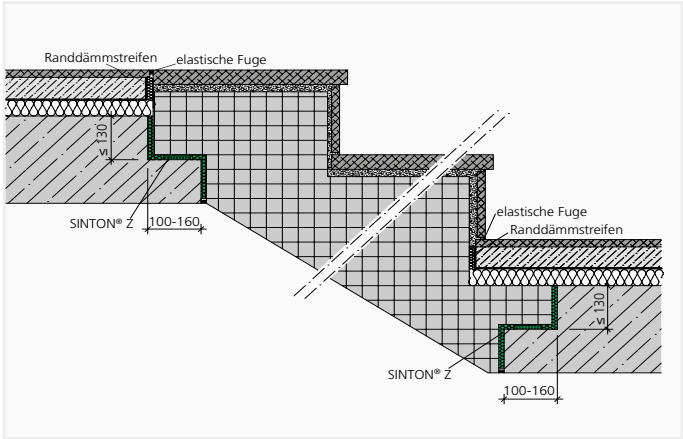 Randdämmstreifen
elastische Fuge
≤ 130
SINTON® Z
100-160
elastische Fuge
Randdämmstreifen
≤ 130
SINTON® Z
100-160